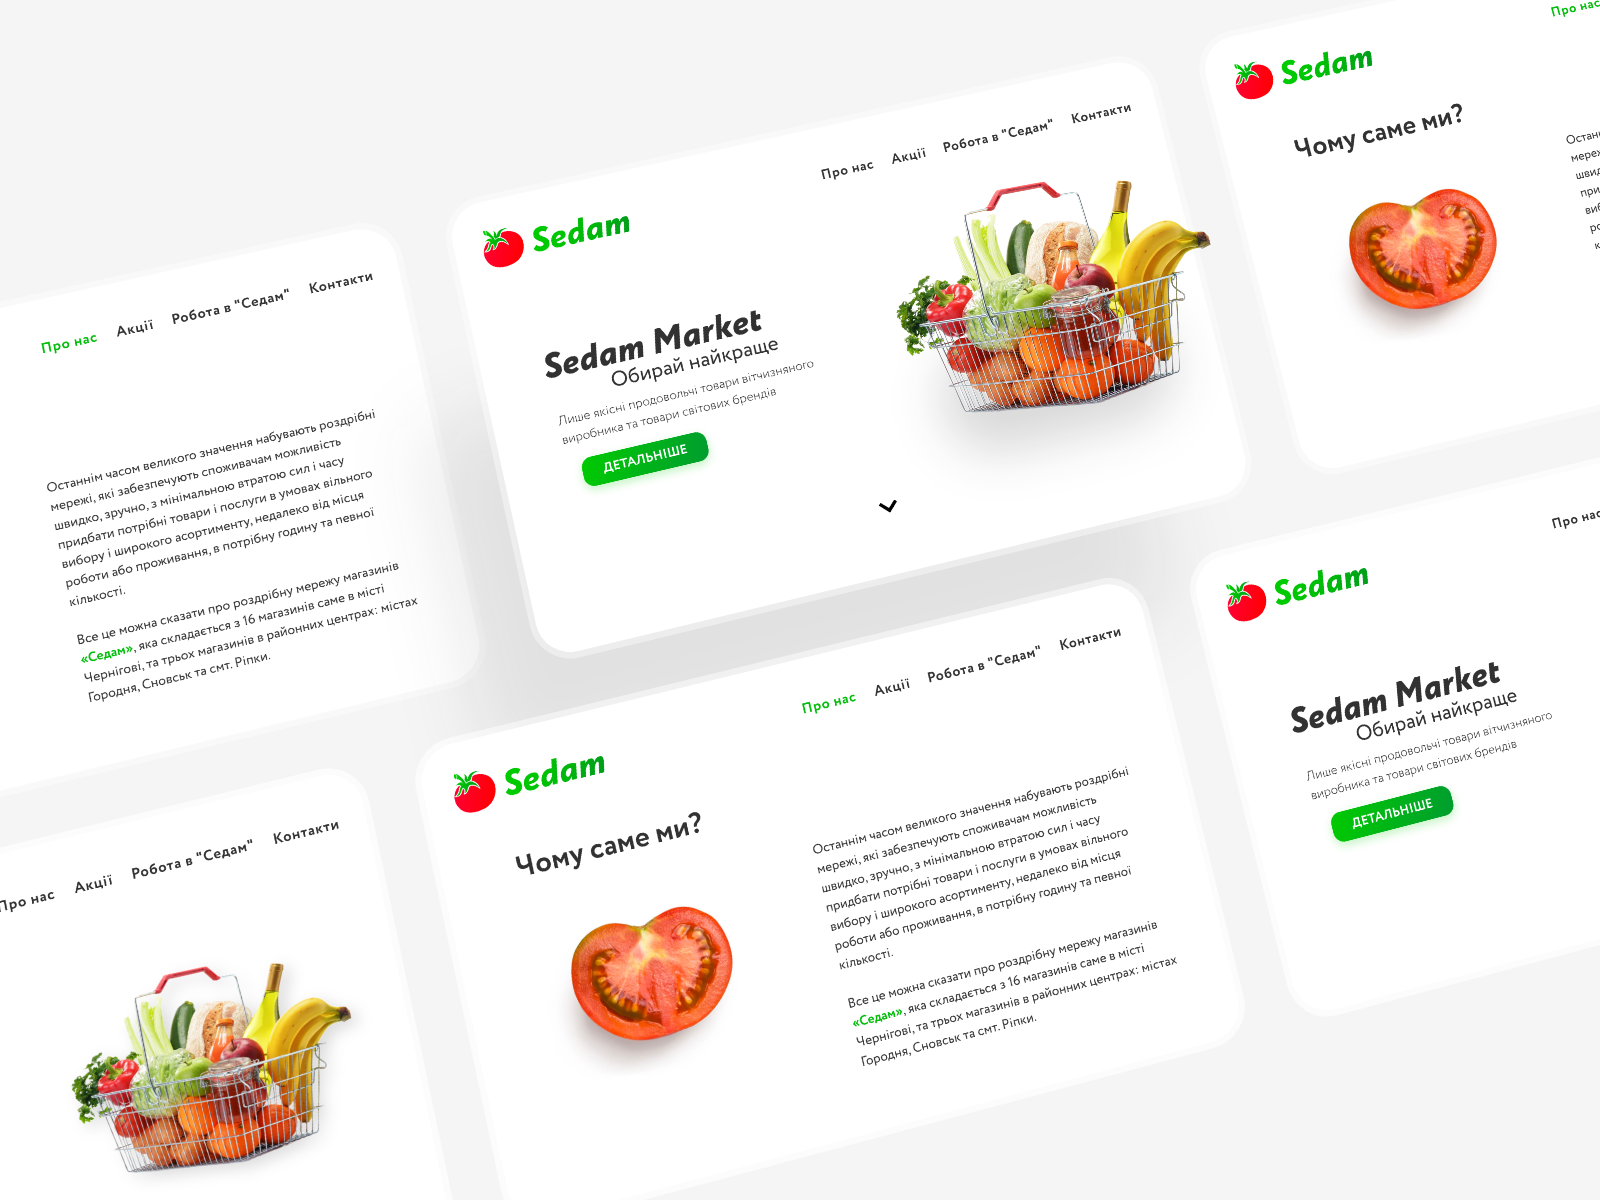 Про нас Акції Робота в "Седам" Контакти
Останнім часом великого значення набувають роздрібні
мережі, які забезпечують споживачам можливість
швидко, зручно, з мінімальною втратою сил і часу
придбати потрібні товари і послуги в умовах вільного
вибору і широкого асортименту, недалеко від місця
роботи або проживання, в потрібну годину та певної
кількості.
Все це можна сказати про роздрібну мережу магазинів
«Седам», яка складається з 16 магазинів саме в місті
Чернігові, та трьох магазинів в районних центрах: містах
Городня, Сновськ та смт. Ріпки.
Sedam
Про нас Акції Робота в "Седам" Контакти
Sedam Market
Обирай найкраще
Лише якісні продовольчі товари вітчизняного
виробника та товари світових брендів
ДЕТАЛЬНІШЕ
Про нас
Sedam
Чому саме ми?
Про нас Акції Робота в "Седам" Контакти
Sedam
Про нас Акції Робота в "Седам" Контакти
Чому саме ми?
Останнім часом великого значення набувають роздрібні
мережі, які забезпечують споживачам можливість
швидко, зручно, з мінімальною втратою сил і часу
придбати потрібні товари і послуги в умовах вільного
вибору і широкого асортименту, недалеко від місця
роботи або проживання, в потрібну годину та певної
кількості.
Все це можна сказати про роздрібну мережу магазинів
«Седам», яка складається з 16 магазинів саме в місті
Чернігові, та трьох магазинів в районних центрах: містах
Городня, Сновськ та смт. Ріпки.
Про нас
Sedam
Sedam Market
Обирай найкраще
Лише якісні продовольчі товари вітчизняного
виробника та товари світових брендів
ДЕТАЛЬНІШЕ